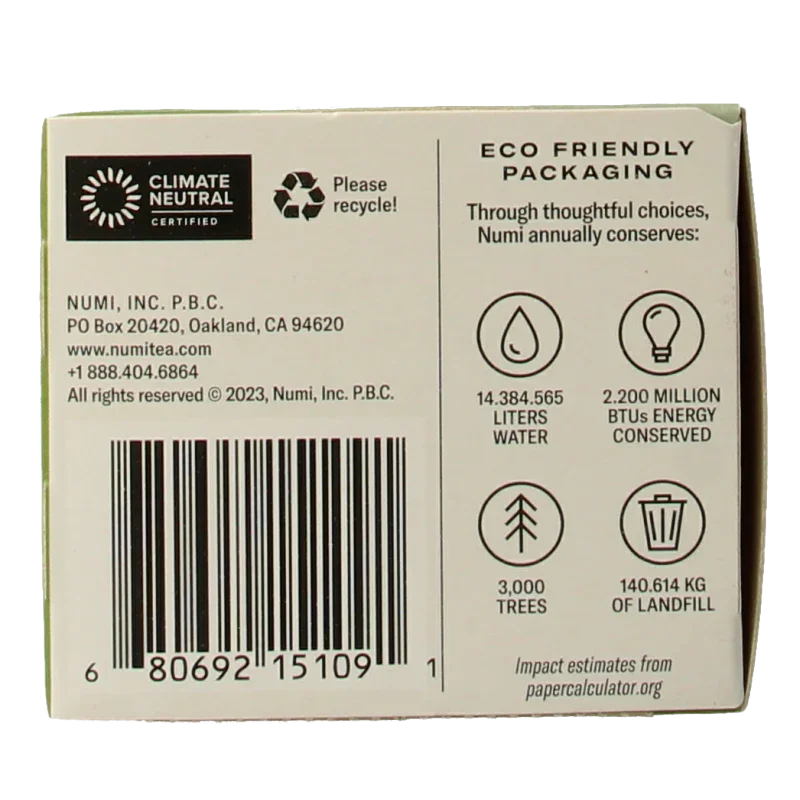 CLIMATE
NEUTRAL
CERTIFIED
Please
recycle!
NUMI, INC. P.B.C.
PO Box 20420, Oakland, CA 94620
www.numitea.com
+1 888.404.6864
All rights reserved © 2023, Numi, Inc. P.B.C.
6 80692 15109 1
ECO FRIENDLY
PACKAGING
Through thoughtful choices,
Numi annually conserves:
14.384.565
LITERS
WATER
2.200 MILLION
BTUs ENERGY
CONSERVED
3,000
TREES
140.614 KG
OF LANDFILL
Impact estimates from
papercalculator.org